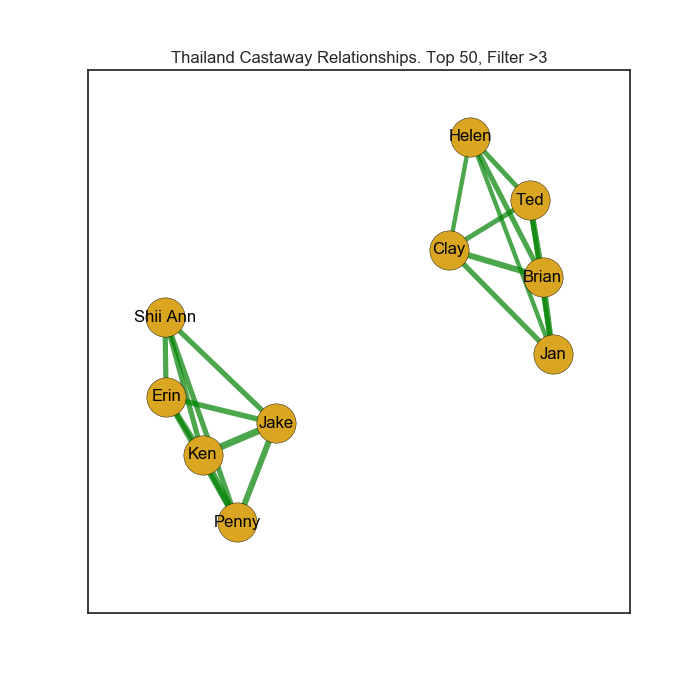 Thailand Castaway Relationships. Top 50, Filter >3
Helen
Ted
Clay
Brian
Shii Ann
Jan
Erin
Jake
Ken
Penny